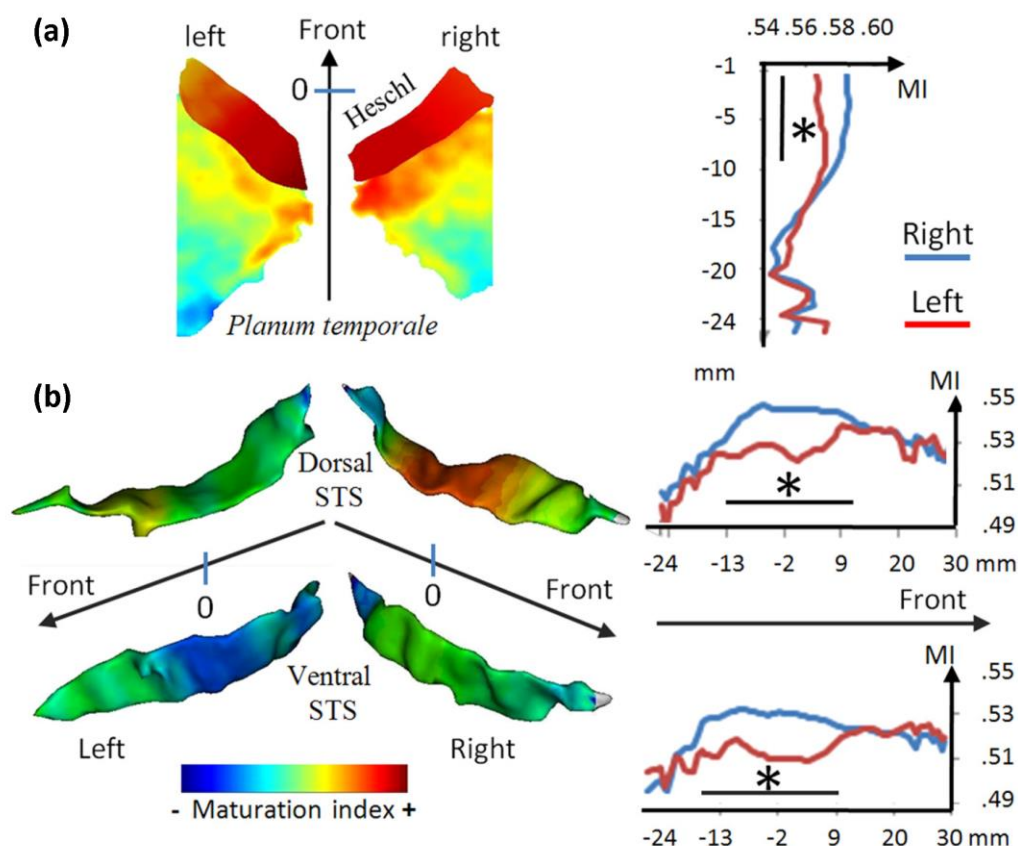 (a)
left
Front
right
0
Heschl
Planum temporale
.54 .56 .58 .60
-1
MI
-5
*
-10
-15
Right
-20
Left
-24
mm
(b)
Dorsal
STS
Front
0
0
Front
Ventral
STS
Left
Right
- Maturation index +
MI
.55
.53
*
.51
.49
-24 -13 -2 9 20 30 mm
Front
MI
.55
.53
.51
*
.49
-24 -13 -2 9 20 30 mm